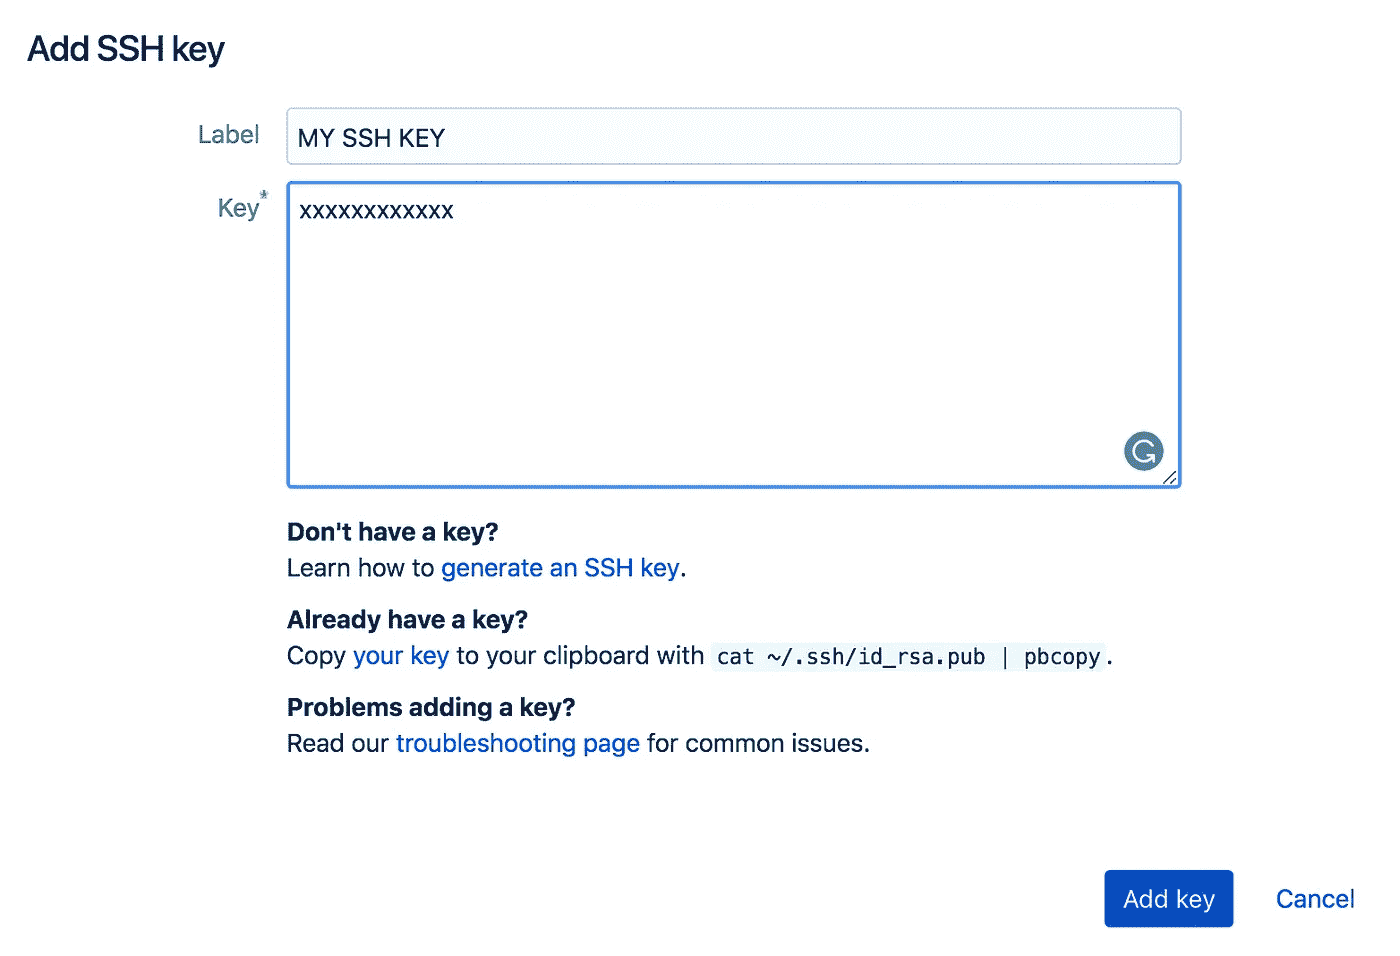 Add SSH key
Label
MY SSH KEY
Key*
xxxxxxxxxxxx
Don't have a key?
Learn how to generate an SSH key.
Already have a key?
Copy your key to your clipboard with cat ~/.ssh/id_rsa.pub | pbcopy.
Problems adding a key?
Read our troubleshooting page for common issues.
Add key
Cancel